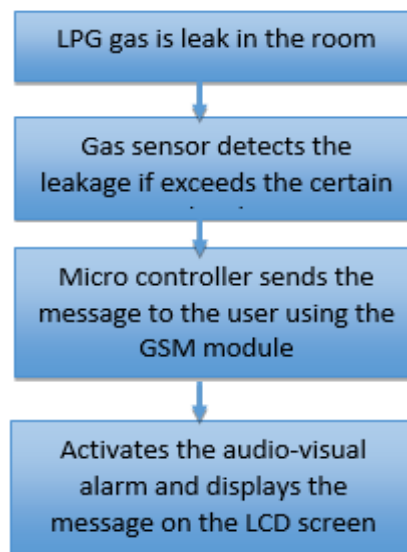 LPG gas is leak in the room
Gas sensor detects the
leakage if exceeds the certain
Micro controller sends the
message to the user using the
GSM module
Activates the audio-visual
alarm and displays the
message on the LCD screen